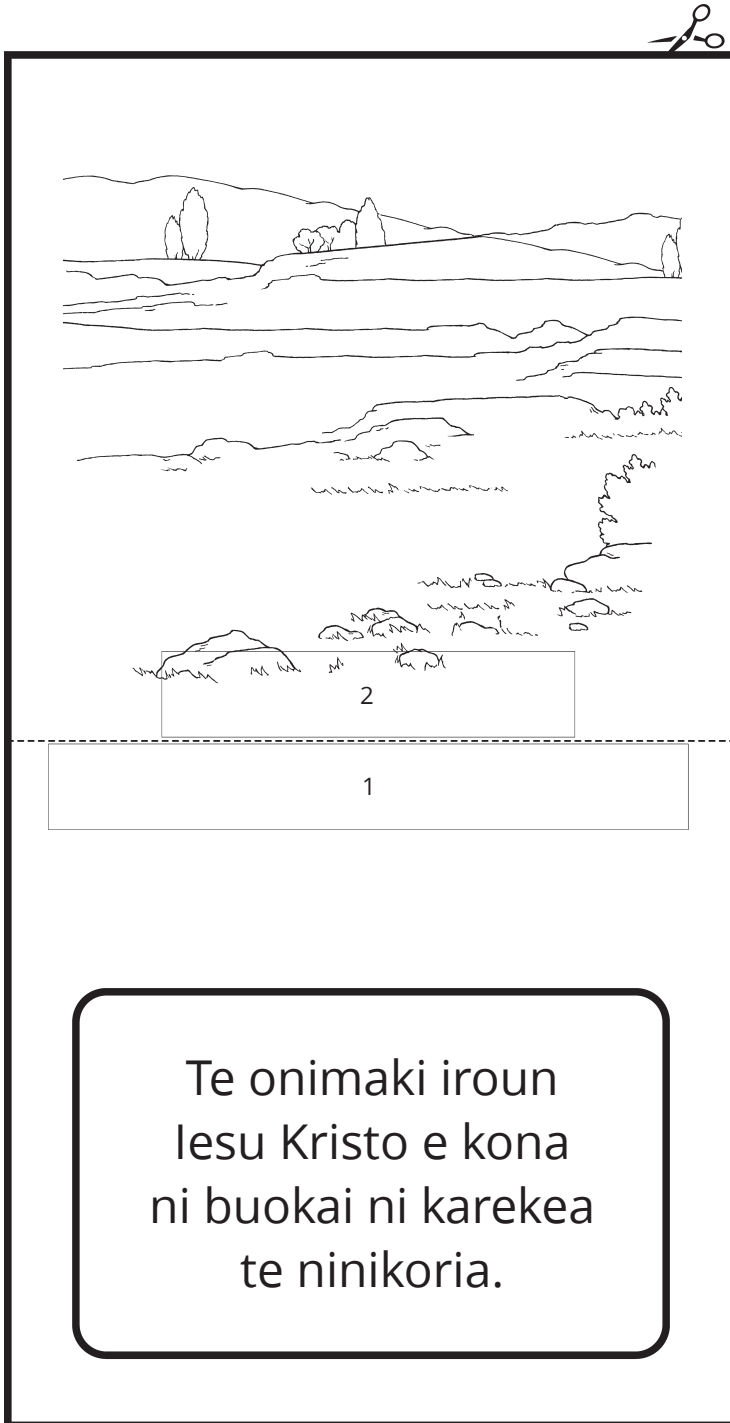 2
1
Te onimaki iroun
Iesu Kristo e kona
ni buokai ni karekea
te ninikoria.